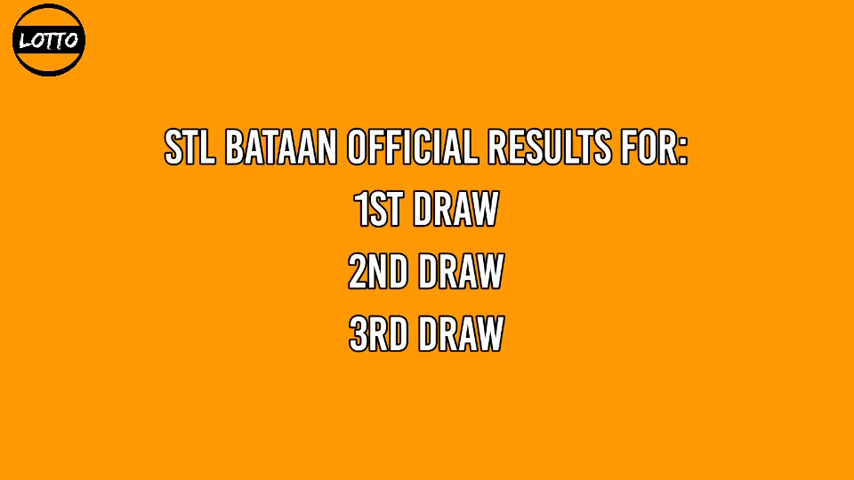 LOTTO
STL BATAAN OFFICIAL RESULTS FOR:
1ST DRAW
2ND DRAW
3RD DRAW